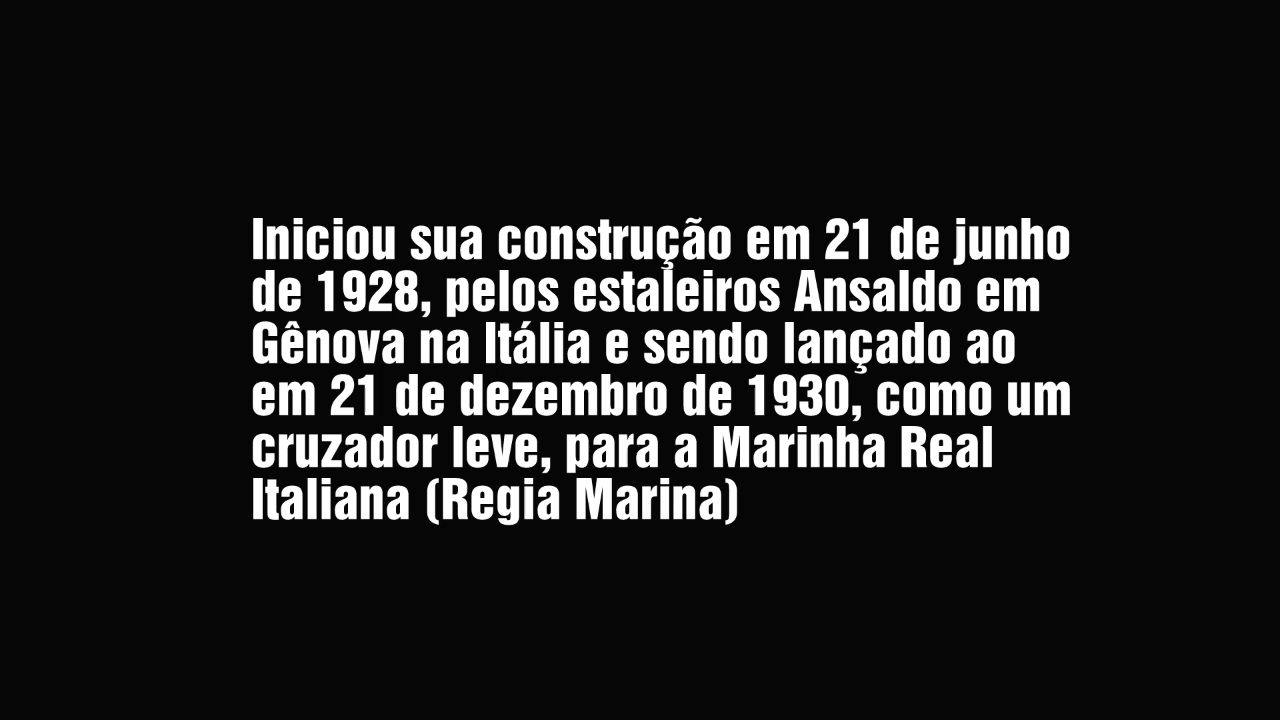 Iniciou sua construção em 21 de junho
de 1928, pelos estaleiros Ansaldo em
Gênova na Itália e sendo lançado ao
em 21 de dezembro de 1930, como um
cruzador leve, para a Marinha Real
Italiana (Regia Marina)